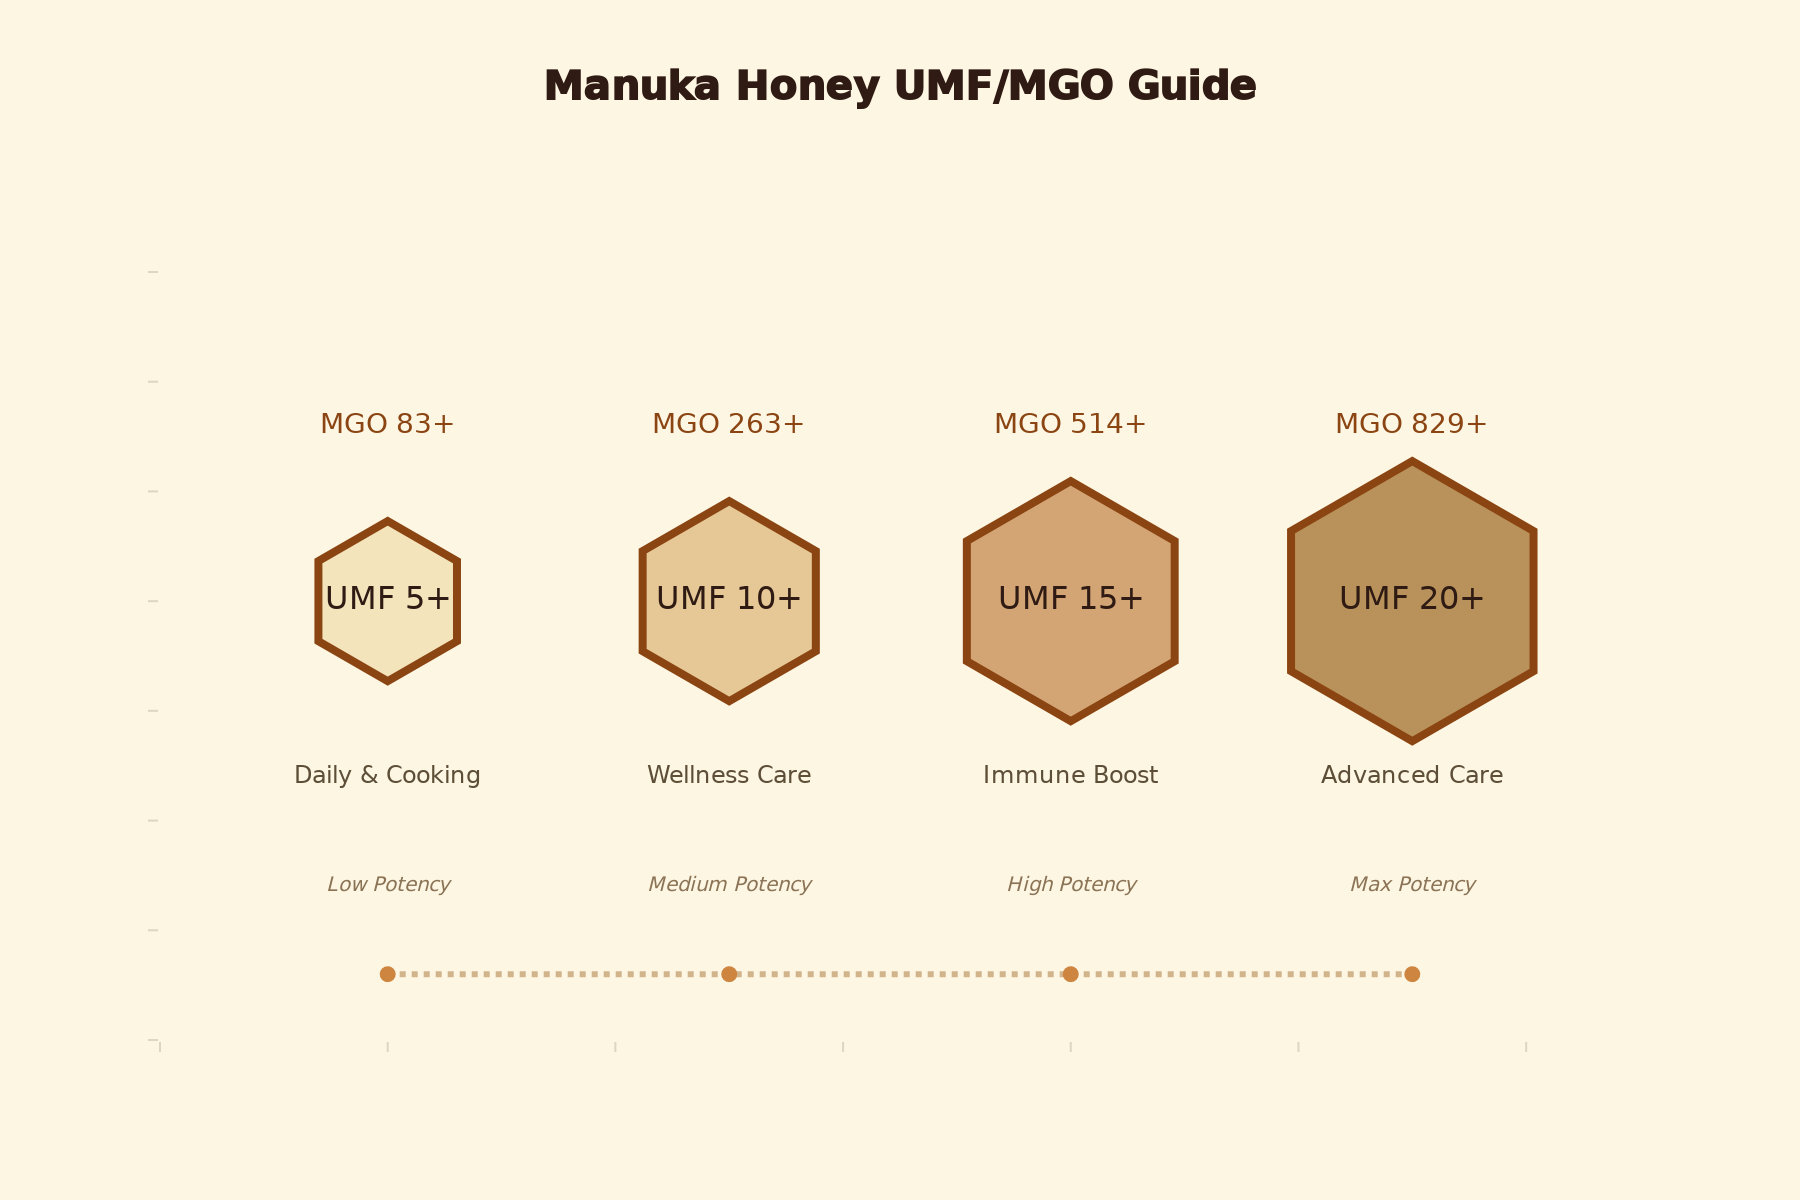 Manuka Honey UMF/MGO Guide
MGO 83+
MGO 263+
MGO 514+
MGO 829+
UMF 5+
UMF 10+
UMF 15+
UMF 20+
Daily & Cooking
Wellness Care
Immune Boost
Advanced Care
Low Potency
Medium Potency
High Potency
Max Potency